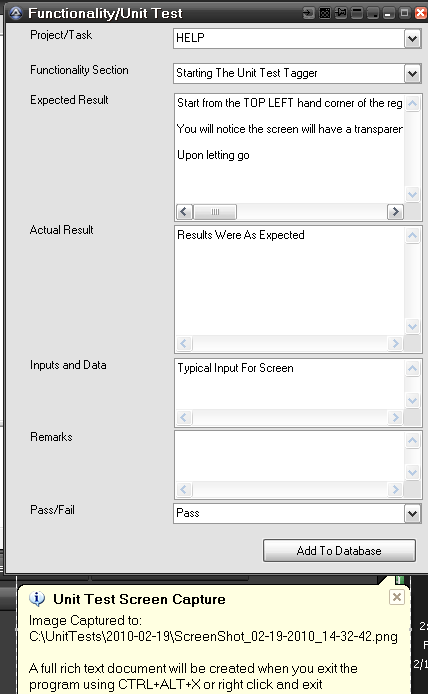 Functionality/Unit Test
Project/Task
HELP
Functionality Section
Starting The Unit Test Tagger
Expected Result
Start from the TOP LEFT hand corner of the reg
You will notice the screen will have a transparer
Upon letting go
Actual Result
Results Were As Expected
Inputs and Data
Typical Input For Screen
Remarks
Pass/Fail
Pass
Add To Database
Unit Test Screen Capture
Image Captured to:
C:\UnitTests\2010-02-19\ScreenShot_02-19-2010_14-32-42.png
A full rich text document will be created when you exit the
program using CTRL+ALT+X or right click and exit
2:
F
2/1